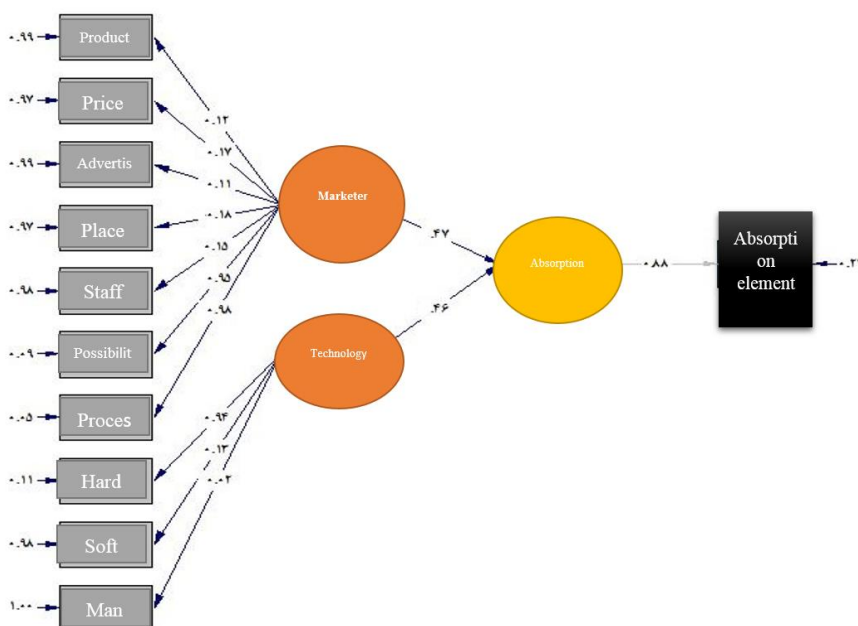 ۰.۹۹
Product
۰.۱۲
۰.۹۷
Price
۰.۱۷
۰.۹۹
Advertis
۰.۱۱
۰.۹۷
Place
۰.۱۸
۰.۹۸
Staff
۰.۱۵
۰.۰۹
Possibilit
۰.۹۵
۰.۰۵
Proces
۰.۹۸
۰.۱۱
Hard
۰.۹۴
۰.۹۸
Soft
۰.۱۳
۱.۰۰
Man
۰.۰۲
Marketer
.۴۷
Technology
.۴۶
Absorption
۰.۸۸
Absorpti
on
element